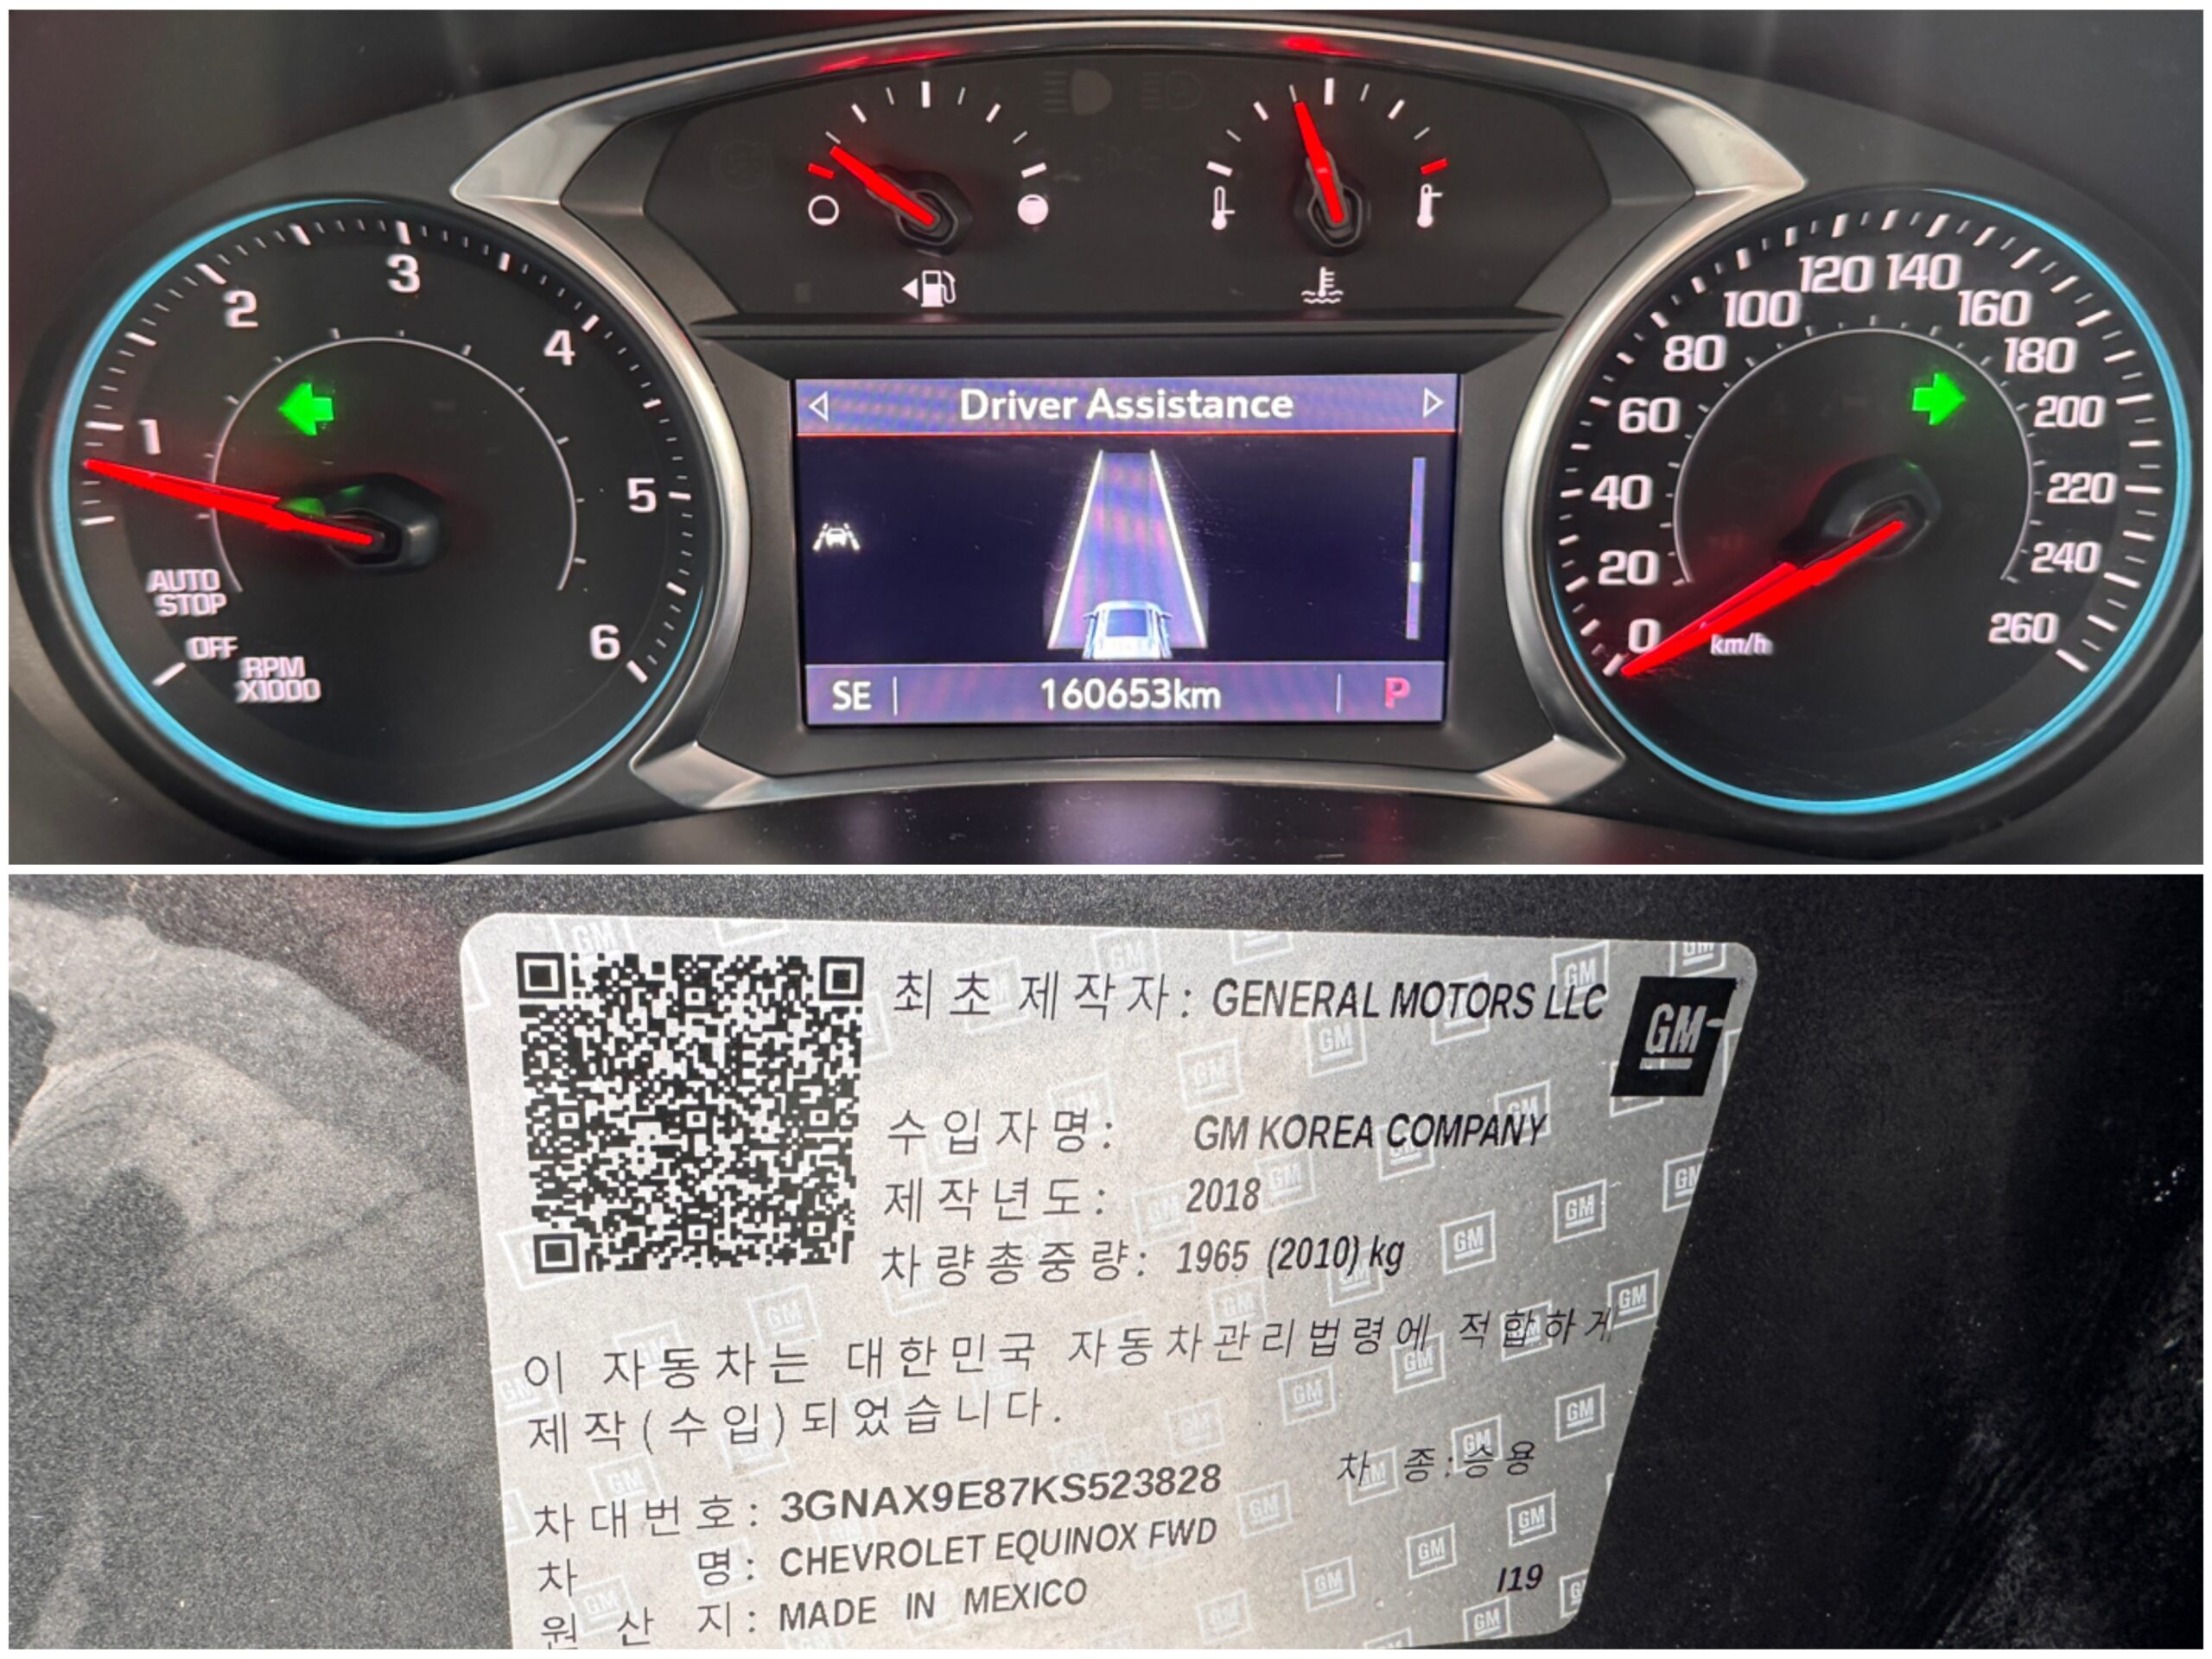 1
2
3
4
5
6
AUTO
STOP
OFF
RPM
X1000
Driver Assistance
SE
160653km
P
0
20
40
60
80
100
120
140
160
180
200
220
240
260
km/h
최초 제작자: GENERAL MOTORS LLC
GM
수입자명: GM KOREA COMPANY
제작년도: 2018
차량총중량: 1965 (2010) kg
이 자동차는 대한민국 자동차관리법령에 적합하게
제작(수입)되었습니다.
차 종:승용
차대번호: 3GNAX9E87KS523828
차 명: CHEVROLET EQUINOX FWD
원 산 지: MADE IN MEXICO
I19